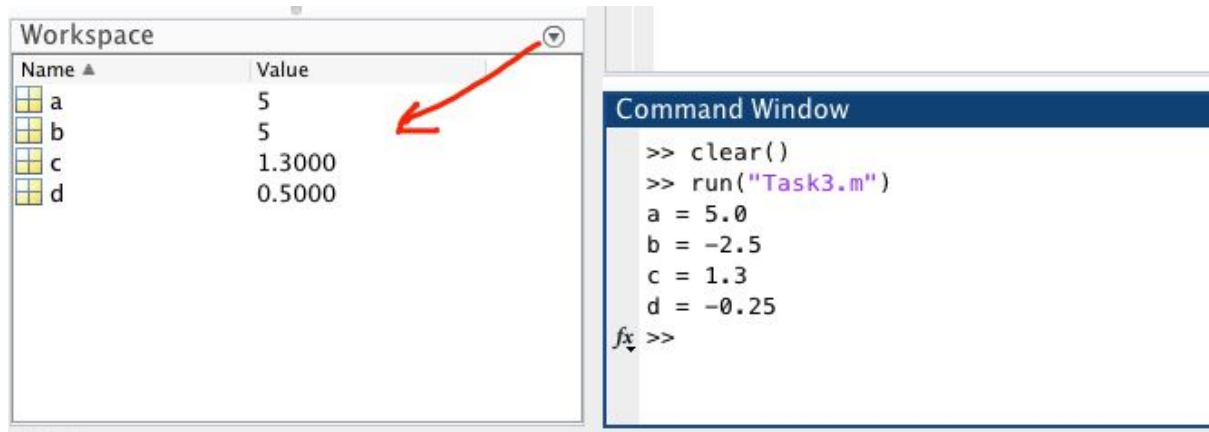 Workspace
Name Value
a 5
b 5
c 1.3000
d 0.5000
Command Window
>> clear()
>> run("Task3.m")
a = 5.0
b = -2.5
c = 1.3
d = -0.25
fx >>